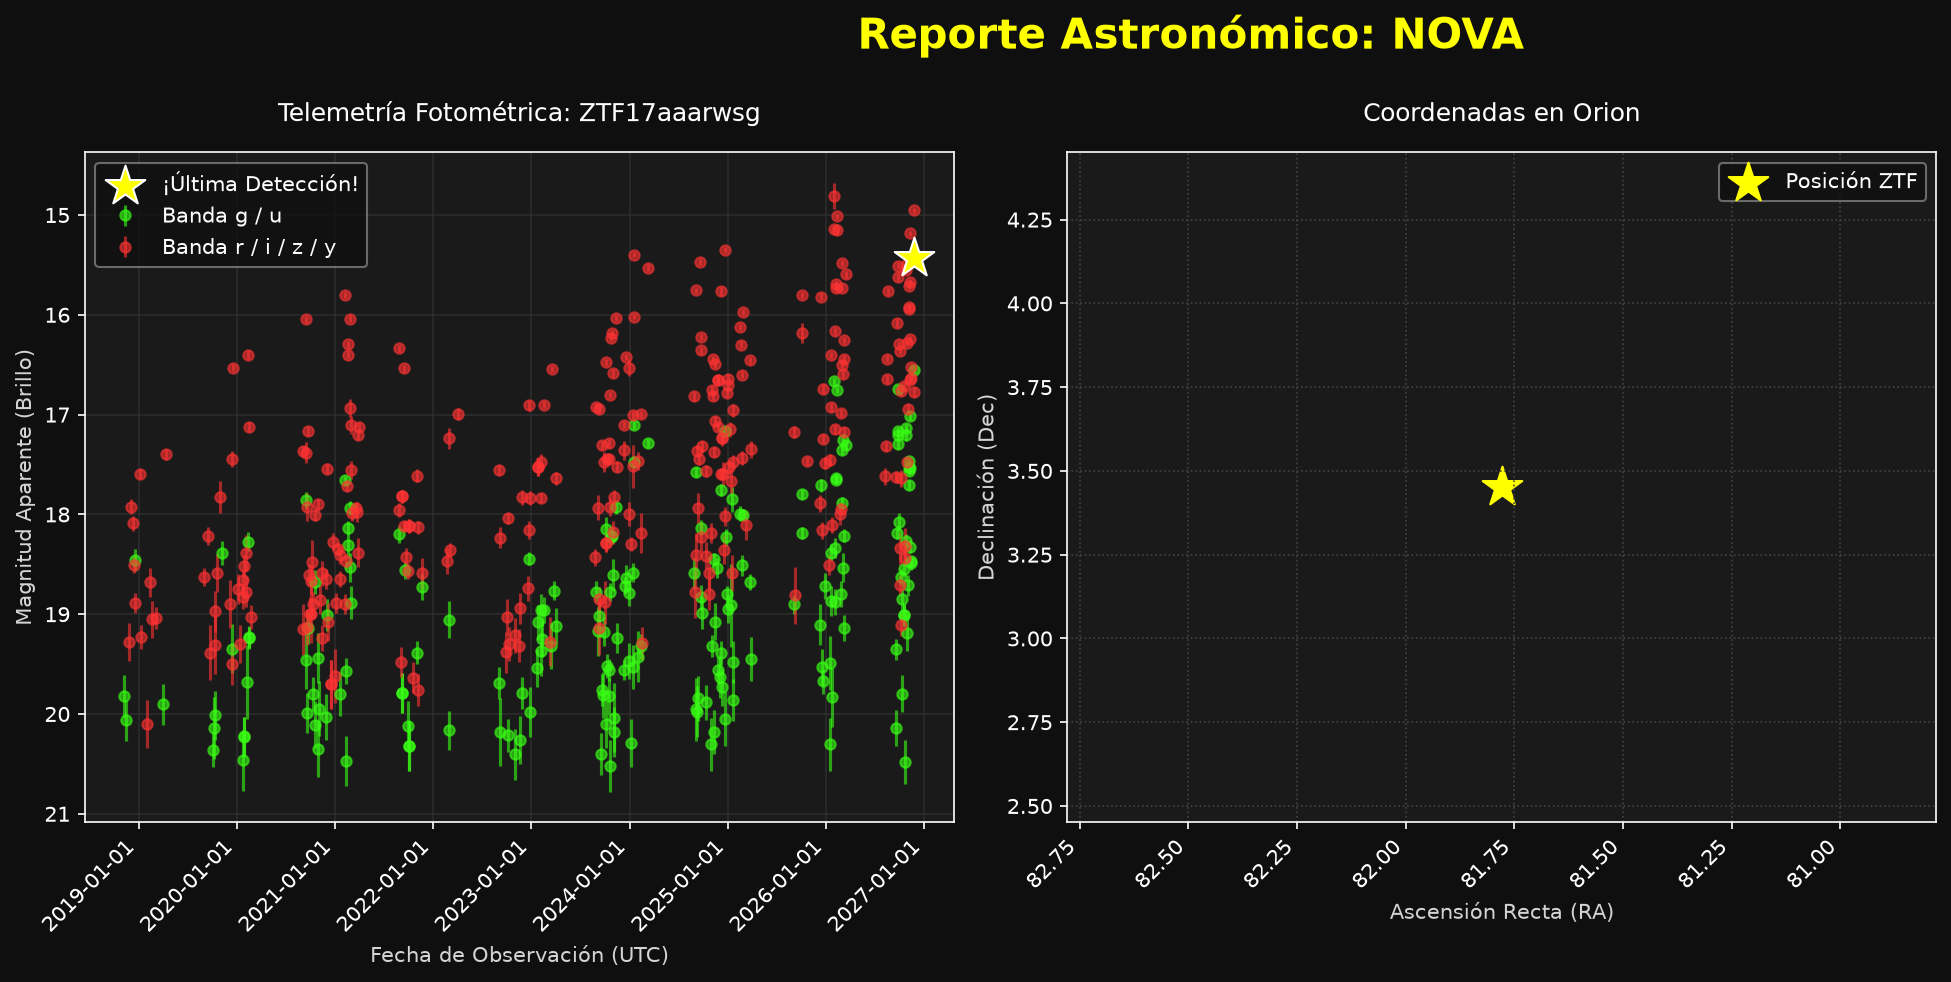 Reporte Astronómico: NOVA
Telemetría Fotométrica: ZTF17aaarwsg
¡Última Detección!
Banda g / u
Banda r / i / z / y
Magnitud Aparente (Brillo)
15
16
17
18
19
20
21
2019-01-01
2020-01-01
2021-01-01
2022-01-01
2023-01-01
2024-01-01
2025-01-01
2026-01-01
2027-01-01
Fecha de Observación (UTC)
Coordenadas en Orion
Posición ZTF
Declinación (Dec)
4.25
4.00
3.75
3.50
3.25
3.00
2.75
2.50
82.75
82.50
82.25
82.00
81.75
81.50
81.25
81.00
Ascensión Recta (RA)